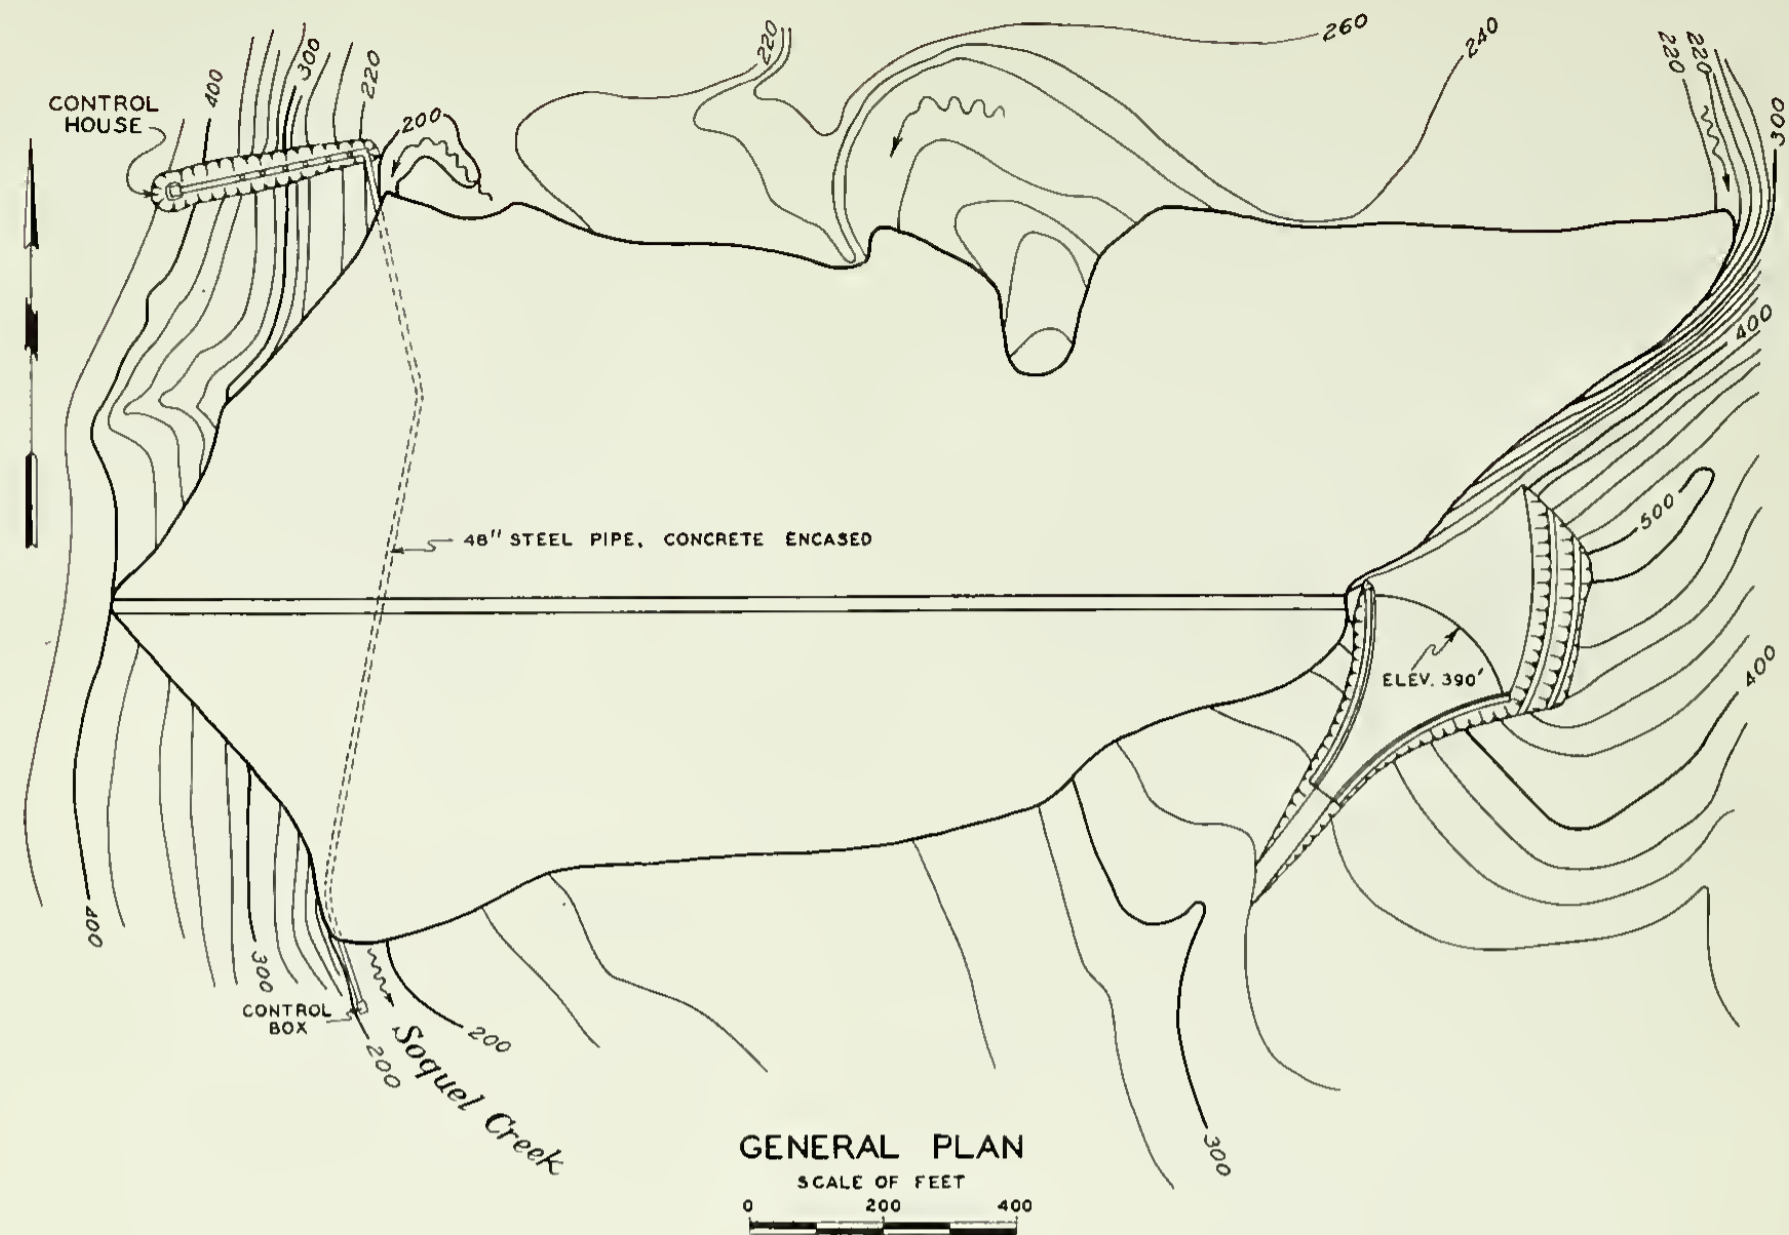 260
240
220
220
220
300
220
400
300
200
CONTROL
HOUSE
400
48" STEEL PIPE, CONCRETE ENCASED
500
ELEV. 390'
400
400
300
CONTROL
BOX
200
200
Soquel Creek
300
GENERAL PLAN
SCALE OF FEET
0 200 400